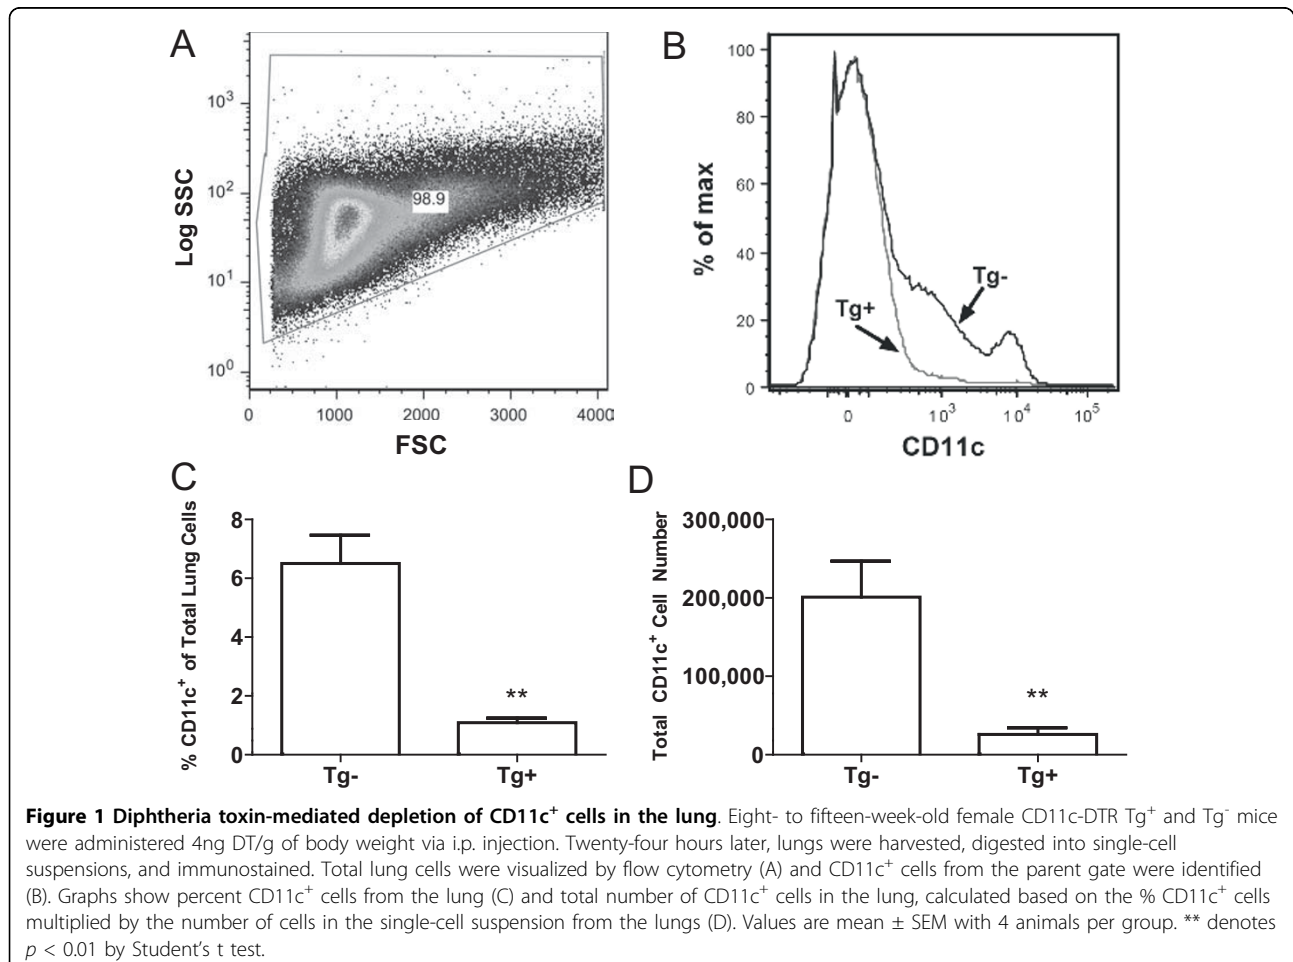 A
Log SSC
10³
10²
10¹
10⁰
98.9
0 1000 2000 3000 4000
FSC
B
% of max
100
80
60
40
20
0
Tg-
Tg+
0 10³ 10⁴ 10⁵
CD11c
C
% CD11c⁺ of Total Lung Cells
8
6
4
2
0
**
Tg- Tg+
D
Total CD11c⁺ Cell Number
300,000
200,000
100,000
0
**
Tg- Tg+
Figure 1 Diphtheria toxin-mediated depletion of CD11c⁺ cells in the lung. Eight- to fifteen-week-old female CD11c-DTR Tg⁺ and Tg⁻ mice
were administered 4ng DT/g of body weight via i.p. injection. Twenty-four hours later, lungs were harvested, digested into single-cell
suspensions, and immunostained. Total lung cells were visualized by flow cytometry (A) and CD11c⁺ cells from the parent gate were identified
(B). Graphs show percent CD11c⁺ cells from the lung (C) and total number of CD11c⁺ cells in the lung, calculated based on the % CD11c⁺ cells
multiplied by the number of cells in the single-cell suspension from the lungs (D). Values are mean ± SEM with 4 animals per group. ** denotes
p < 0.01 by Student's t test.